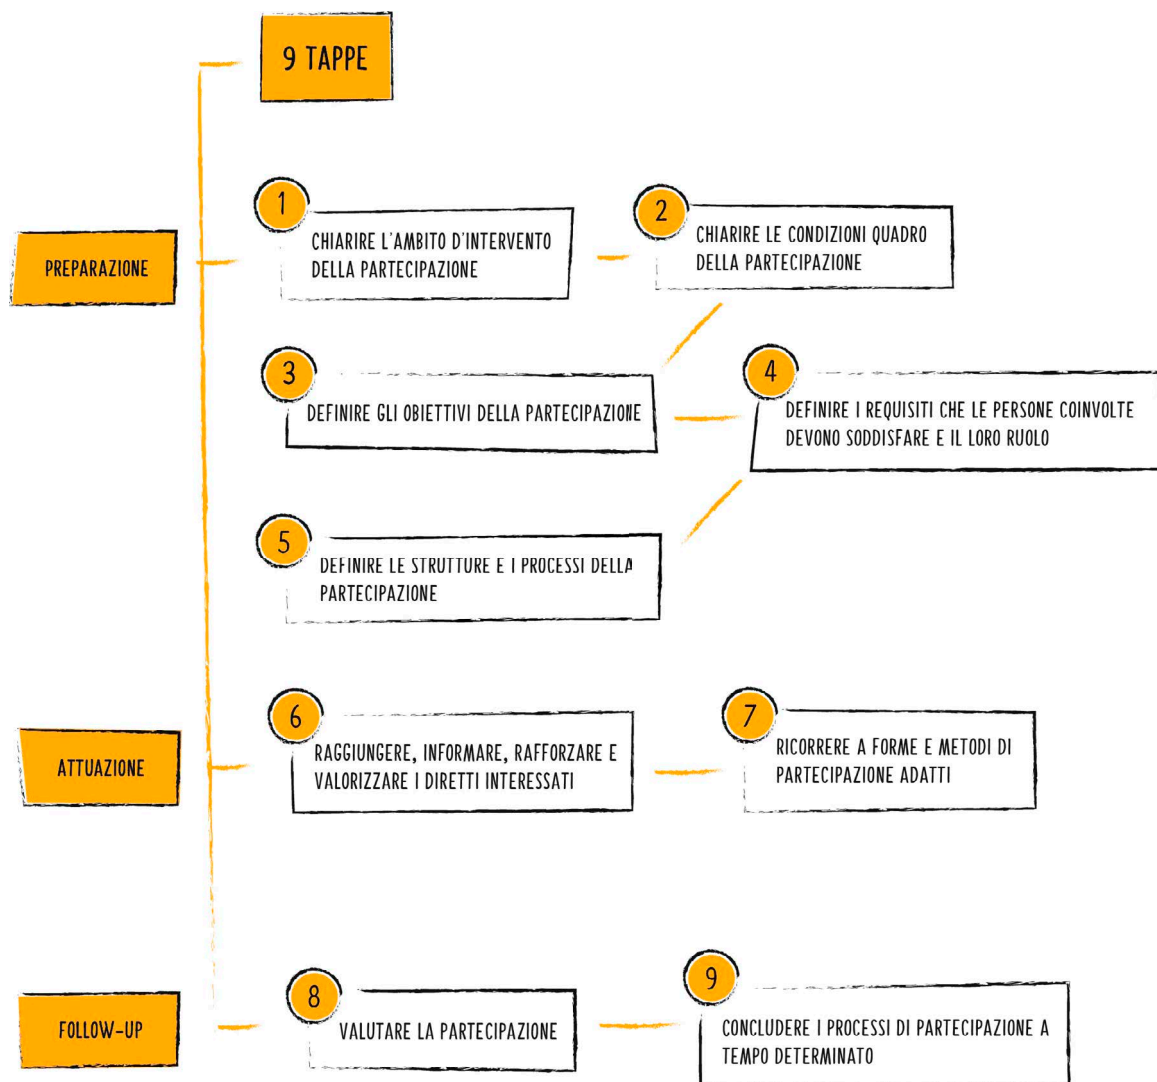 9 TAPPE
PREPARAZIONE
1
CHIARIRE L'AMBITO D'INTERVENTO
DELLA PARTECIPAZIONE
2
CHIARIRE LE CONDIZIONI QUADRO
DELLA PARTECIPAZIONE
3
DEFINIRE GLI OBIETTIVI DELLA PARTECIPAZIONE
4
DEFINIRE I REQUISITI CHE LE PERSONE COINVOLTE
DEVONO SODDISFARE E IL LORO RUOLO
5
DEFINIRE LE STRUTTURE E I PROCESSI DELLA
PARTECIPAZIONE
ATTUAZIONE
6
RAGGIUNGERE, INFORMARE, RAFFORZARE E
VALORIZZARE I DIRETTI INTERESSATI
7
RICORRERE A FORME E METODI DI
PARTECIPAZIONE ADATTI
FOLLOW-UP
8
VALUTARE LA PARTECIPAZIONE
9
CONCLUDERE I PROCESSI DI PARTECIPAZIONE A
TEMPO DETERMINATO